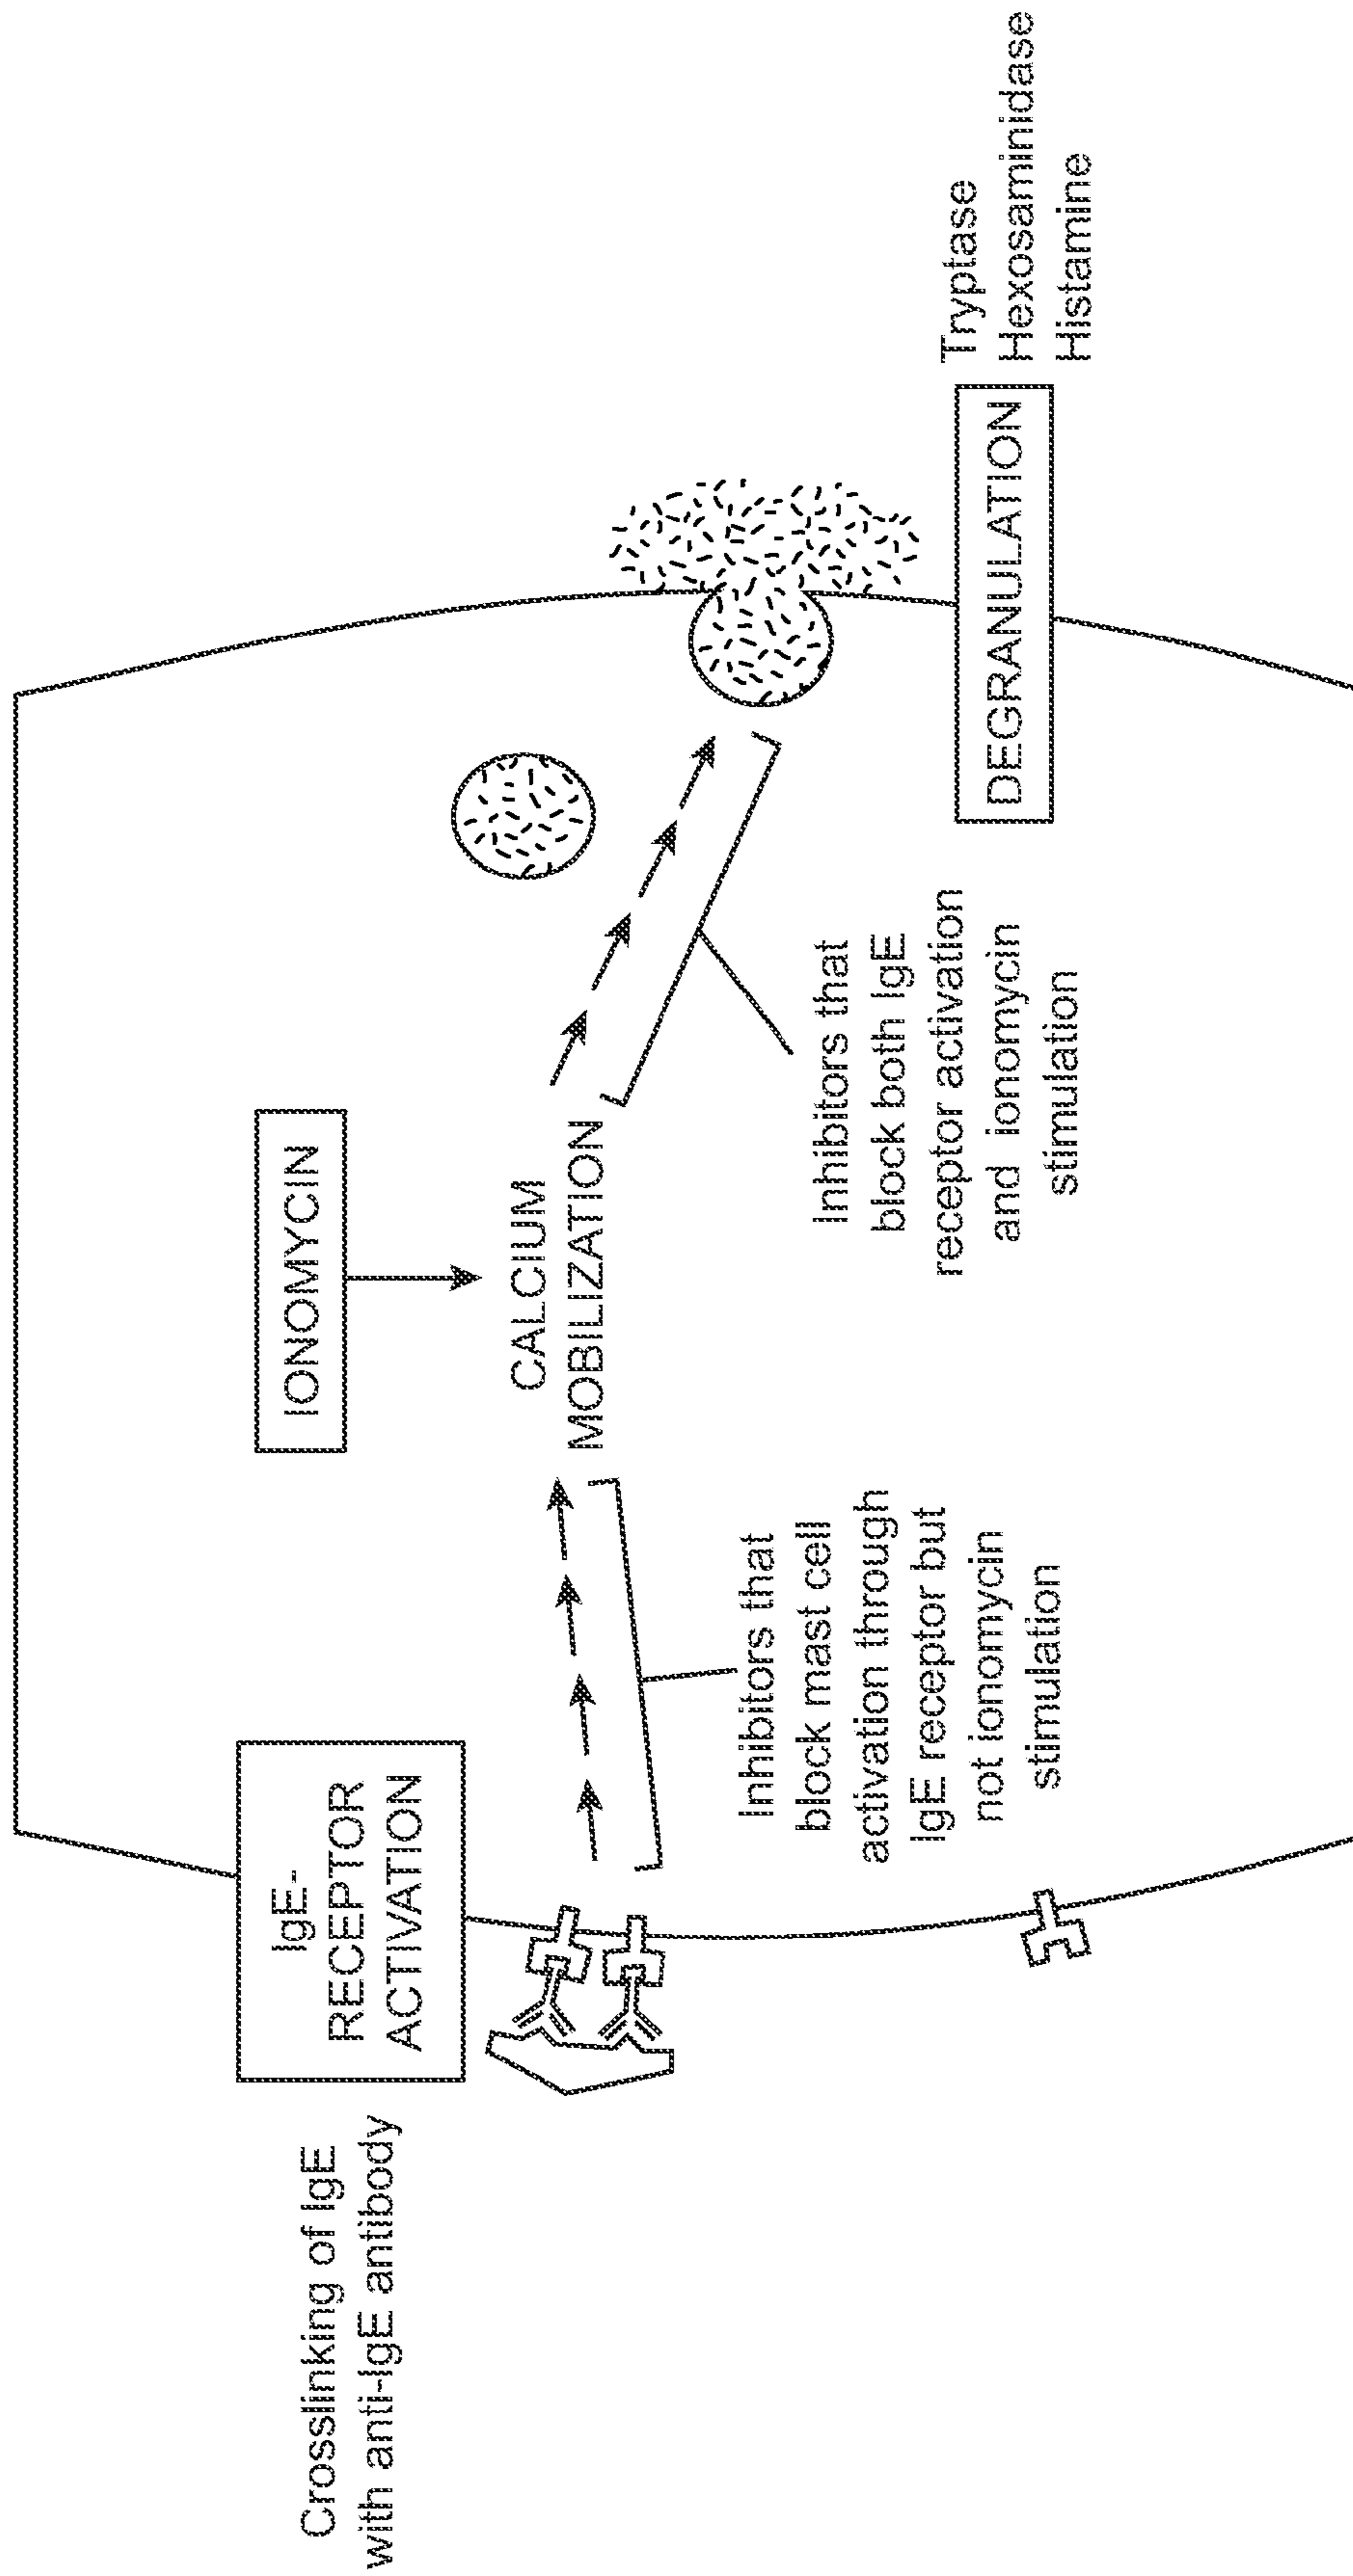 Crosslinking of IgE
with anti-IgE antibody
IgE-
RECEPTOR
ACTIVATION
IONOMYCIN
CALCIUM
MOBILIZATION
Inhibitors that
block mast cell
activation through
IgE receptor but
not ionomycin
stimulation
Inhibitors that
block both IgE
receptor activation
and ionomycin
stimulation
DEGRANULATION
Tryptase
Hexosaminidase
Histamine